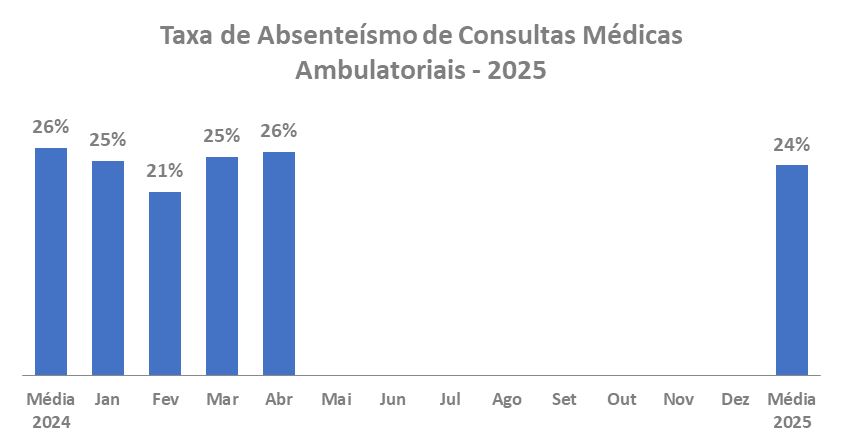 Taxa de Absenteísmo de Consultas Médicas
Ambulatoriais - 2025
26%
25%
21%
25%
26%
24%
Média
2024
Jan
Fev
Mar
Abr
Mai
Jun
Jul
Ago
Set
Out
Nov
Dez
Média
2025